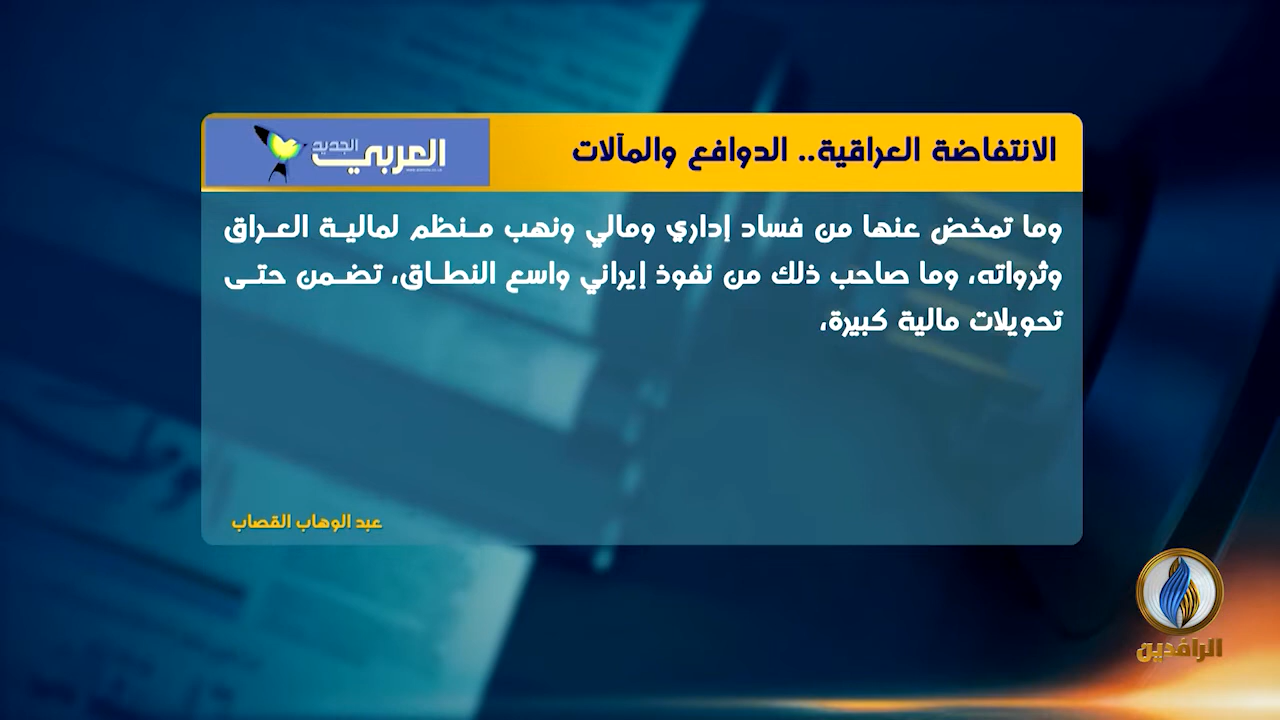 الانتفاضة العراقية.. الدوافع والمآلات
العربي الجديد
وما تمخض عنها من فساد إداري ومالي ونهب منظم لمالية العراق
وثرواته، وما صاحب ذلك من نفوذ إيراني واسع النطاق، تضمن حتى
تحويلات مالية كبيرة،
عبد الوهاب القصاب
الرافدين